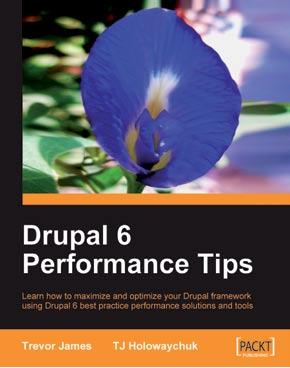 Drupal 6
Performance Tips
Learn how to maximize and optimize your Drupal framework
using Drupal 6 best practice performance solutions and tools
Trevor James TJ Holowaychuk
PACKT
PUBLISHING